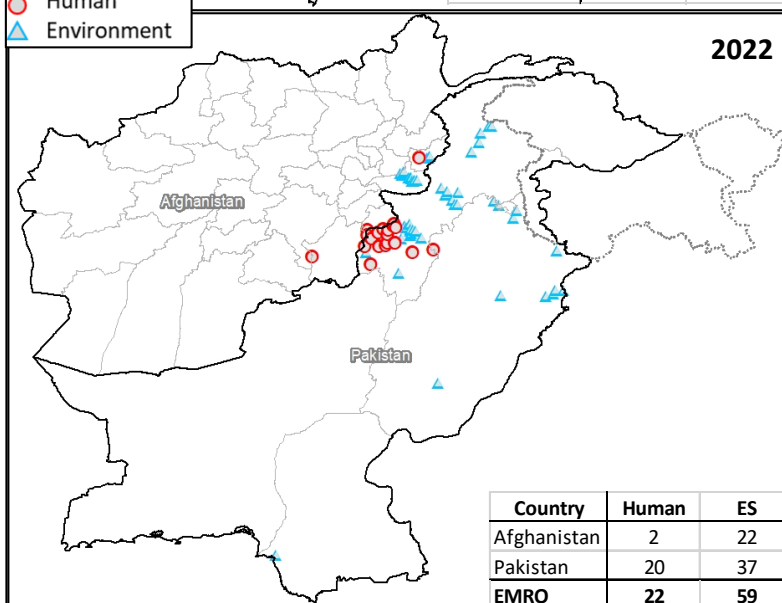 Human
Environment
2022
Afghanistan
Pakistan
Country Human ES
Afghanistan 2 22
Pakistan 20 37
EMRO 22 59